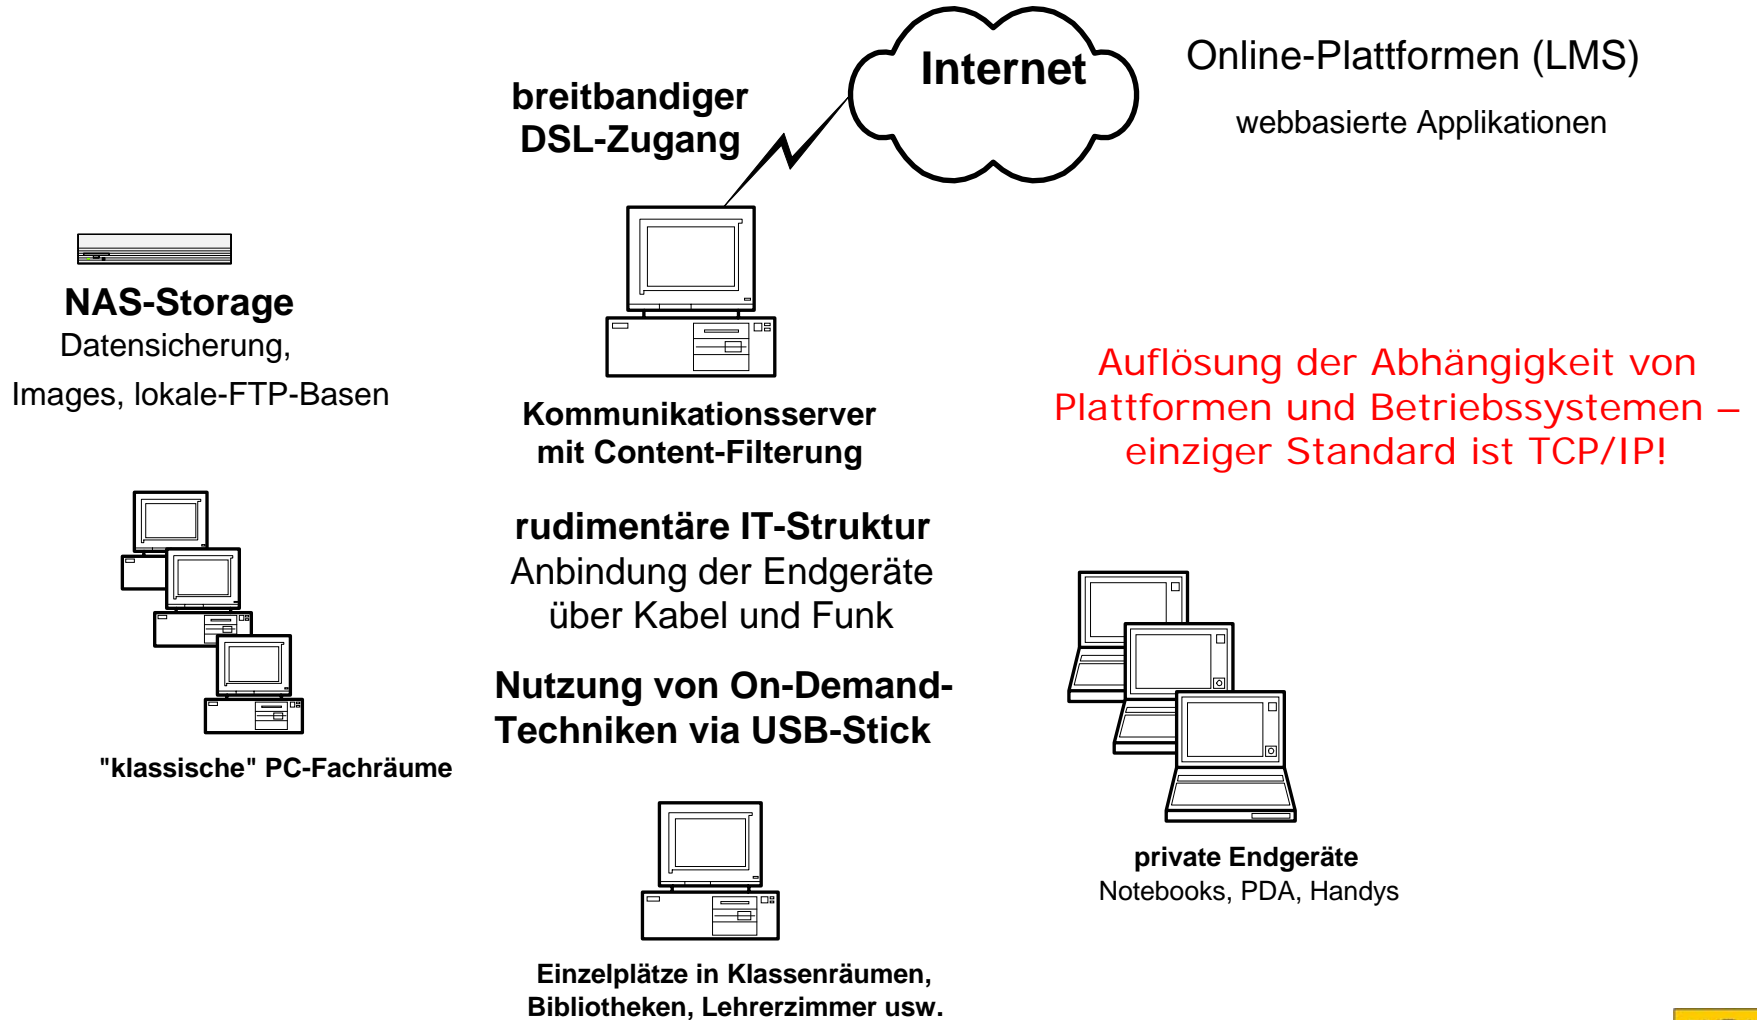 Internet
Online-Plattformen (LMS)
webbasierte Applikationen
breitbandiger
DSL-Zugang
NAS-Storage
Datensicherung,
Images, lokale-FTP-Basen
Kommunikationsserver
mit Content-Filterung
Auflösung der Abhängigkeit von
Plattformen und Betriebssystemen –
einziger Standard ist TCP/IP!
rudimentäre IT-Struktur
Anbindung der Endgeräte
über Kabel und Funk
Nutzung von On-Demand-
Techniken via USB-Stick
"klassische" PC-Fachräume
private Endgeräte
Notebooks, PDA, Handys
Einzelplätze in Klassenräumen,
Bibliotheken, Lehrerzimmer usw.